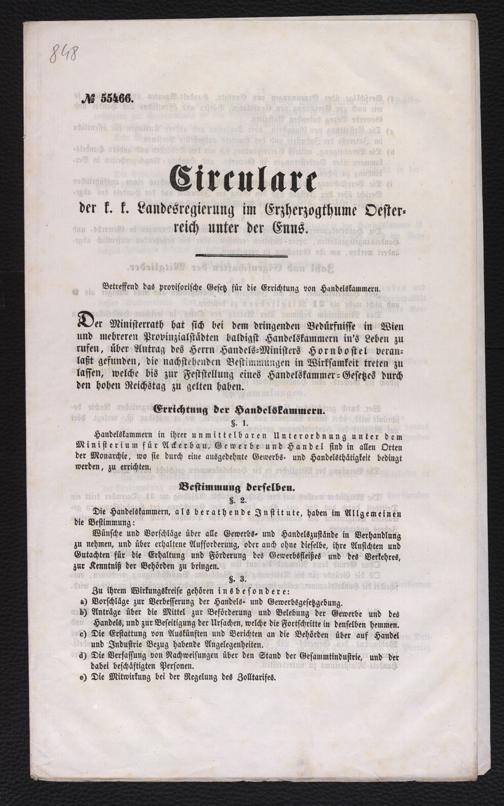 848
№ 55466.
Circulare
der k. k. Landesregierung im Erzherzogthume Oester-
reich unter der Enns.
Betreffend das provisorische Gesetz für die Errichtung von Handelskammern.
Der Ministerrath hat sich bei dem dringenden Bedürfnisse in Wien
und mehreren Provinzialstädten baldigst Handelskammern in's Leben zu
rufen, über Antrag des Herrn Handels-Ministers Hornbostel veran-
laßt gefunden, die nachstehenden Bestimmungen in Wirksamkeit treten zu
lassen, welche bis zur Feststellung eines Handelskammer-Gesetzes durch
den hohen Reichstag zu gelten haben.
Errichtung der Handelskammern.
§. 1.
Handelskammern in ihrer unmittelbaren Unterordnung unter dem
Ministerium für Ackerbau, Gewerbe und Handel sind in allen Orten
der Monarchie, wo sie durch eine ausgedehnte Gewerbs- und Handelsthätigkeit bedingt
werden, zu errichten.
Bestimmung derselben.
§. 2.
Die Handelskammern, als berathende Institute, haben im Allgemeinen
die Bestimmung:
Wünsche und Vorschläge über alle Gewerbs- und Handelszustände in Verhandlung
zu nehmen, und über erhaltene Aufforderung, oder auch ohne dieselbe, ihre Ansichten und
Gutachten für die Erhaltung und Förderung des Gewerbsfleißes und des Verkehres,
zur Kenntniß der Behörden zu bringen.
§. 3.
Zu ihrem Wirkungskreise gehören insbesondere:
a) Vorschläge zur Verbesserung der Handels- und Gewerbsgesetzgebung.
b) Anträge über die Mittel zur Beförderung und Belebung der Gewerbe und des
Handels, und zur Beseitigung der Ursachen, welche die Fortschritte in denselben hemmen.
c) Die Erstattung von Auskünften und Berichten an die Behörden über auf Handel
und Industrie Bezug habende Angelegenheiten.
d) Die Verfassung von Nachweisungen über den Stand der Gesammtindustrie, und der
dabei beschäftigten Personen.
e) Die Mitwirkung bei der Regelung des Zolltarifes.